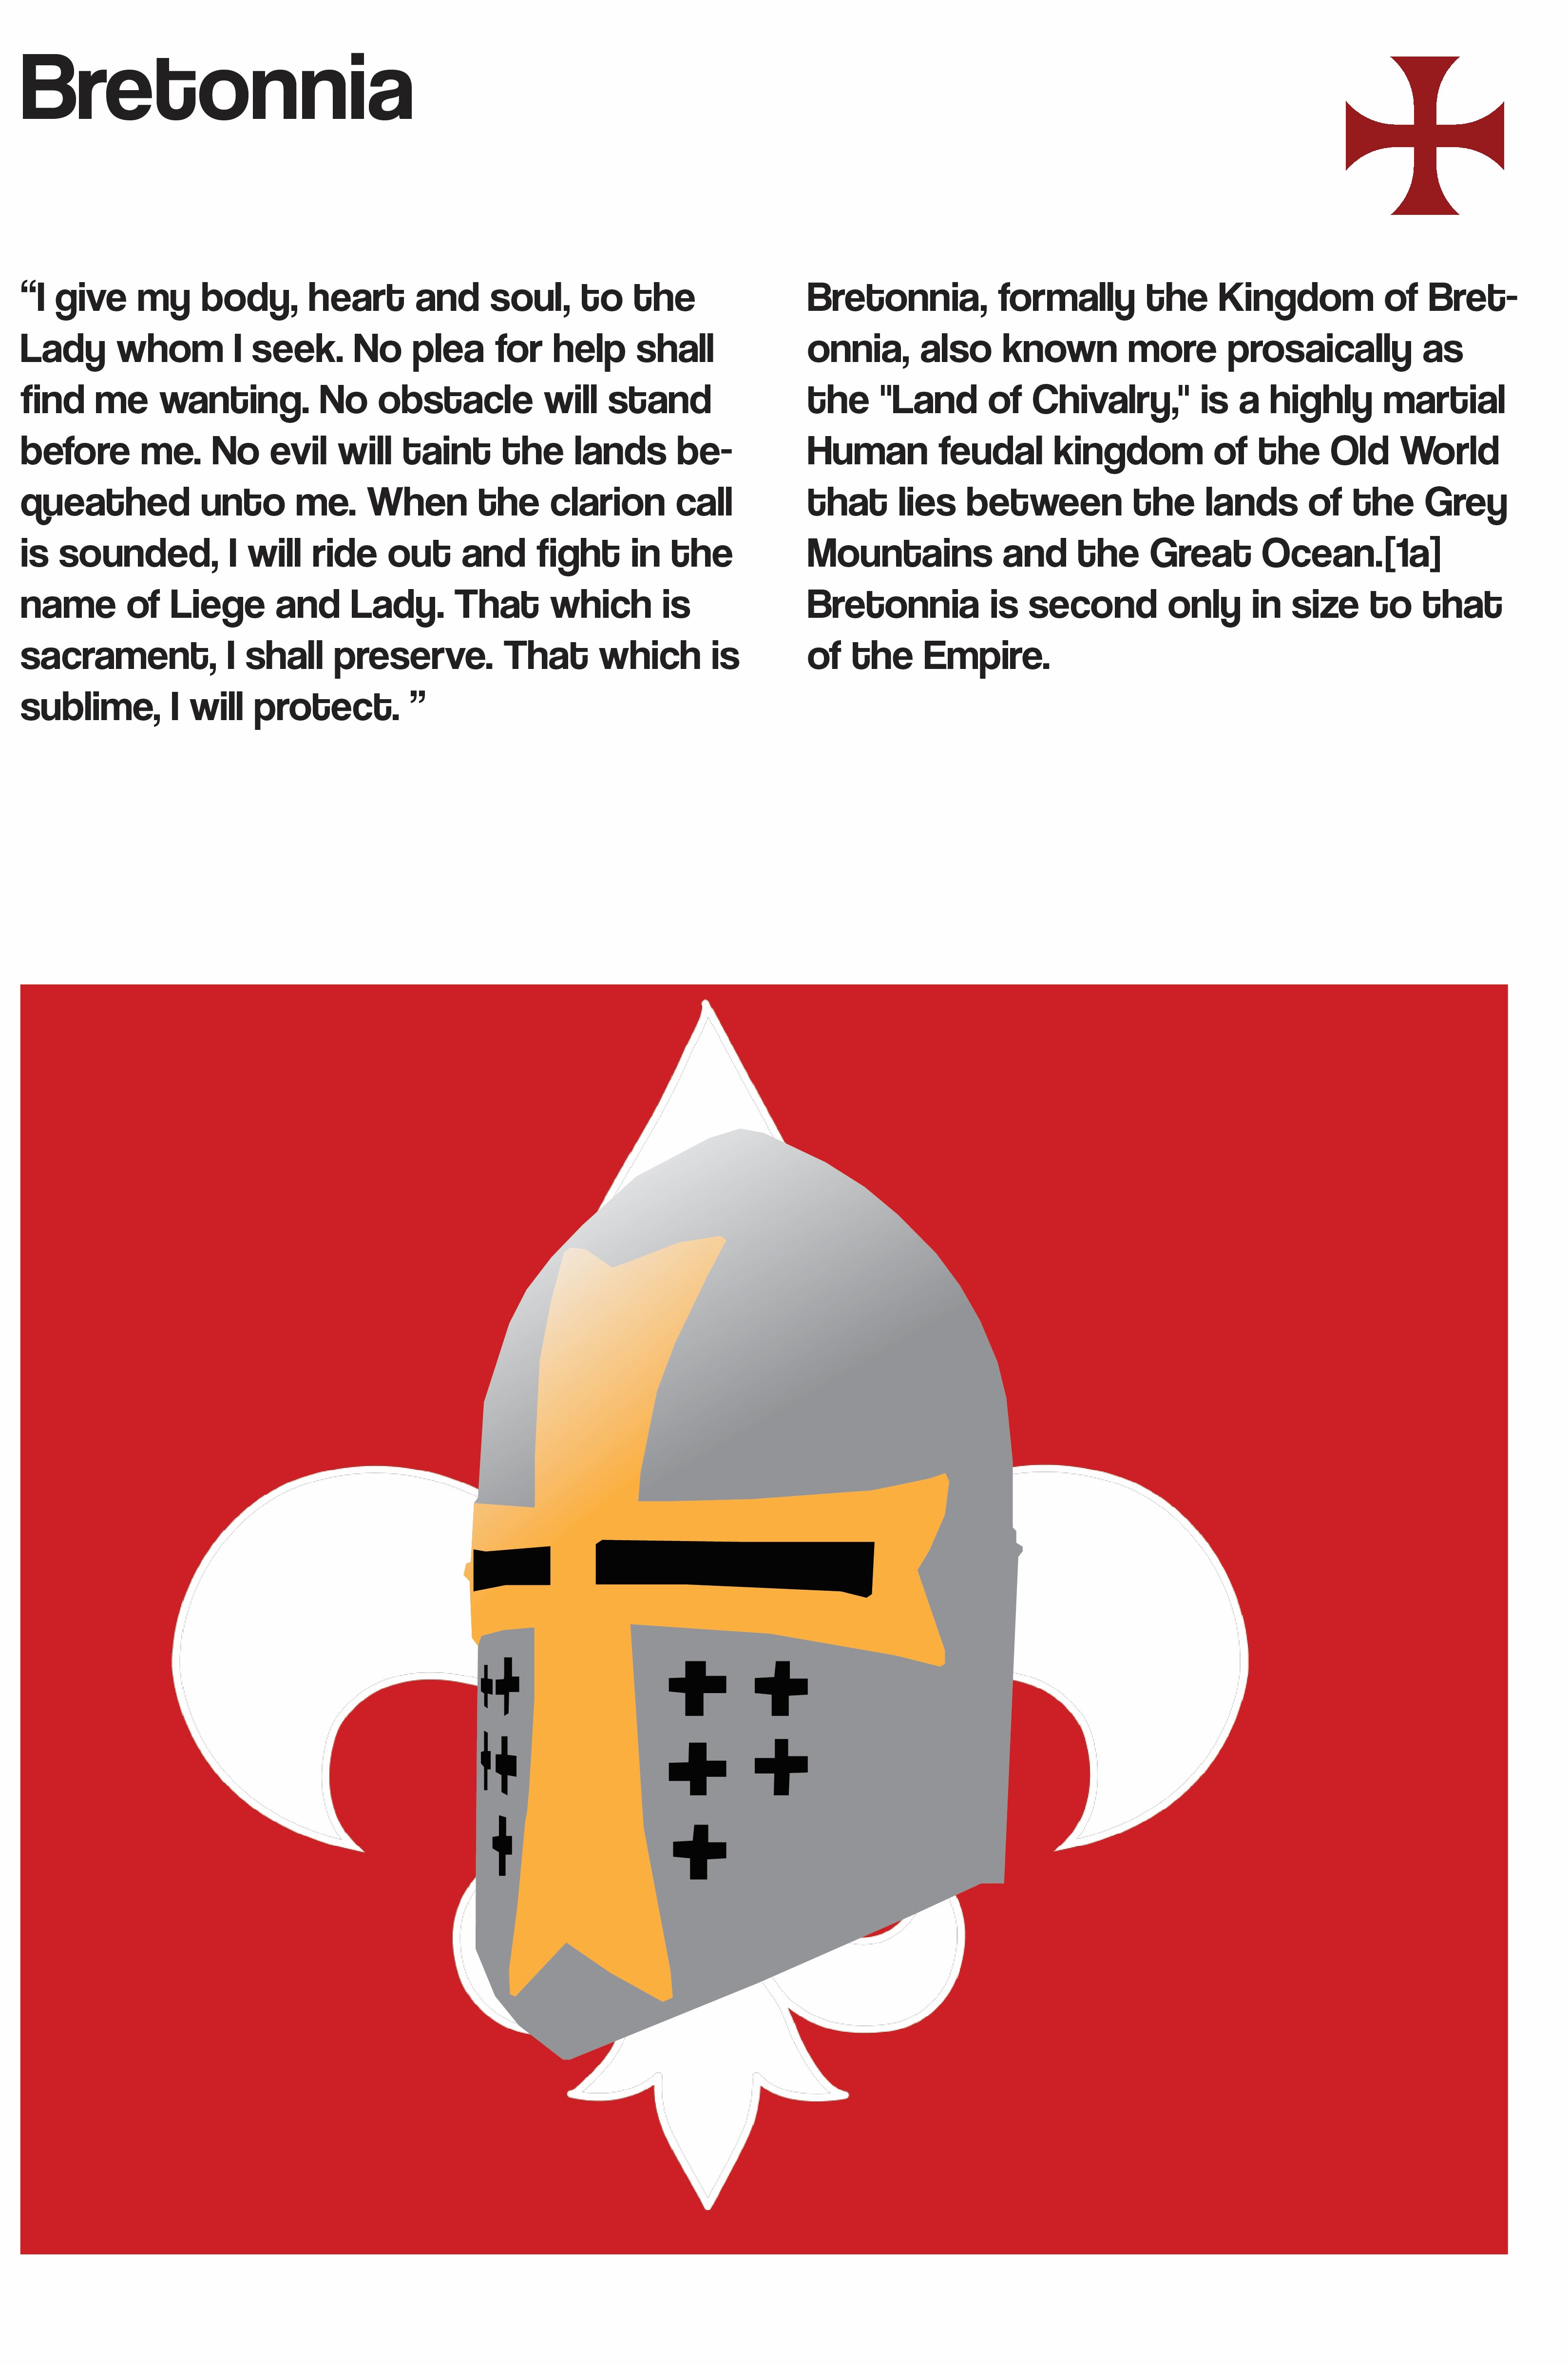 Bretonnia
“I give my body, heart and soul, to the
Lady whom I seek. No plea for help shall
find me wanting. No obstacle will stand
before me. No evil will taint the lands be-
queathed unto me. When the clarion call
is sounded, I will ride out and fight in the
name of Liege and Lady. That which is
sacrament, I shall preserve. That which is
sublime, I will protect. ”
Bretonnia, formally the Kingdom of Bret-
onnia, also known more prosaically as
the "Land of Chivalry," is a highly martial
Human feudal kingdom of the Old World
that lies between the lands of the Grey
Mountains and the Great Ocean.[1a]
Bretonnia is second only in size to that
of the Empire.